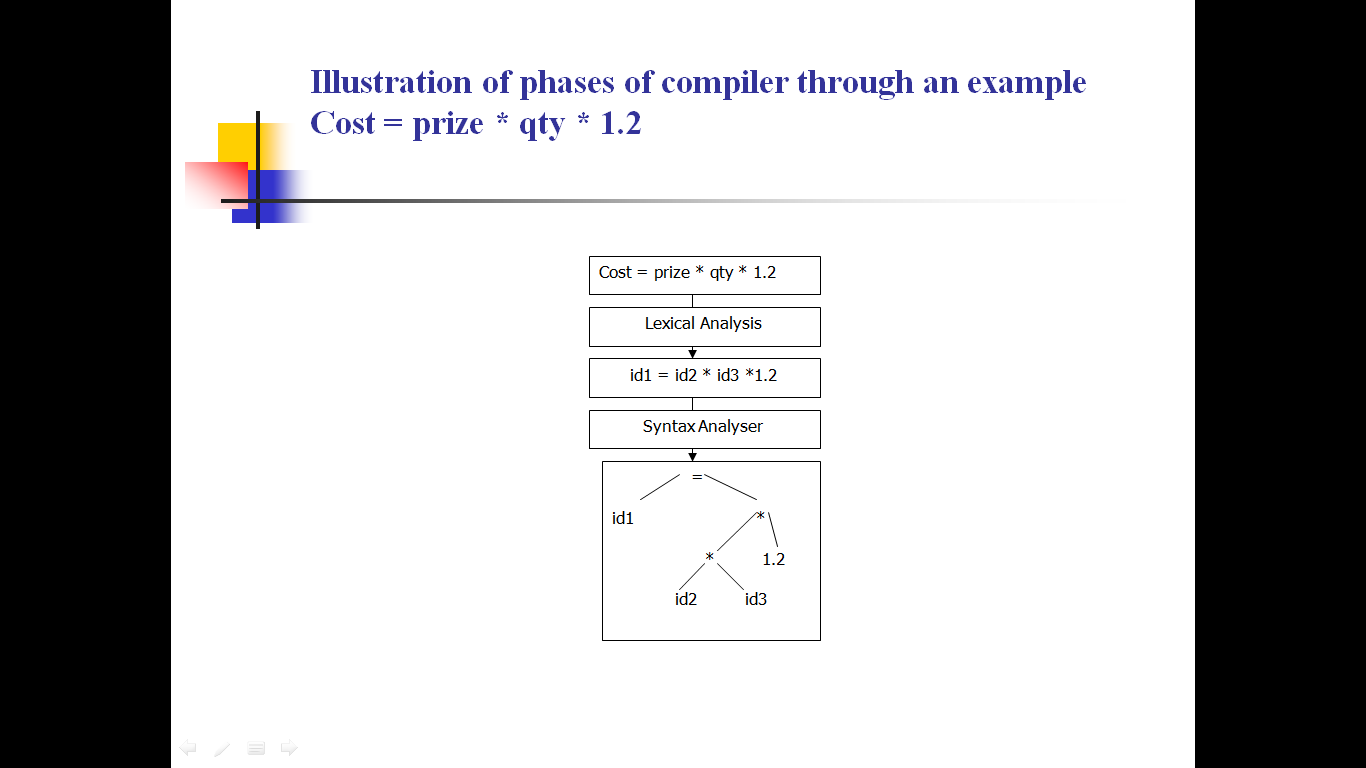 Illustration of phases of compiler through an example
Cost = prize * qty * 1.2
Cost = prize * qty * 1.2
Lexical Analysis
id1 = id2 * id3 *1.2
Syntax Analyser
=
id1 *
* 1.2
id2 id3